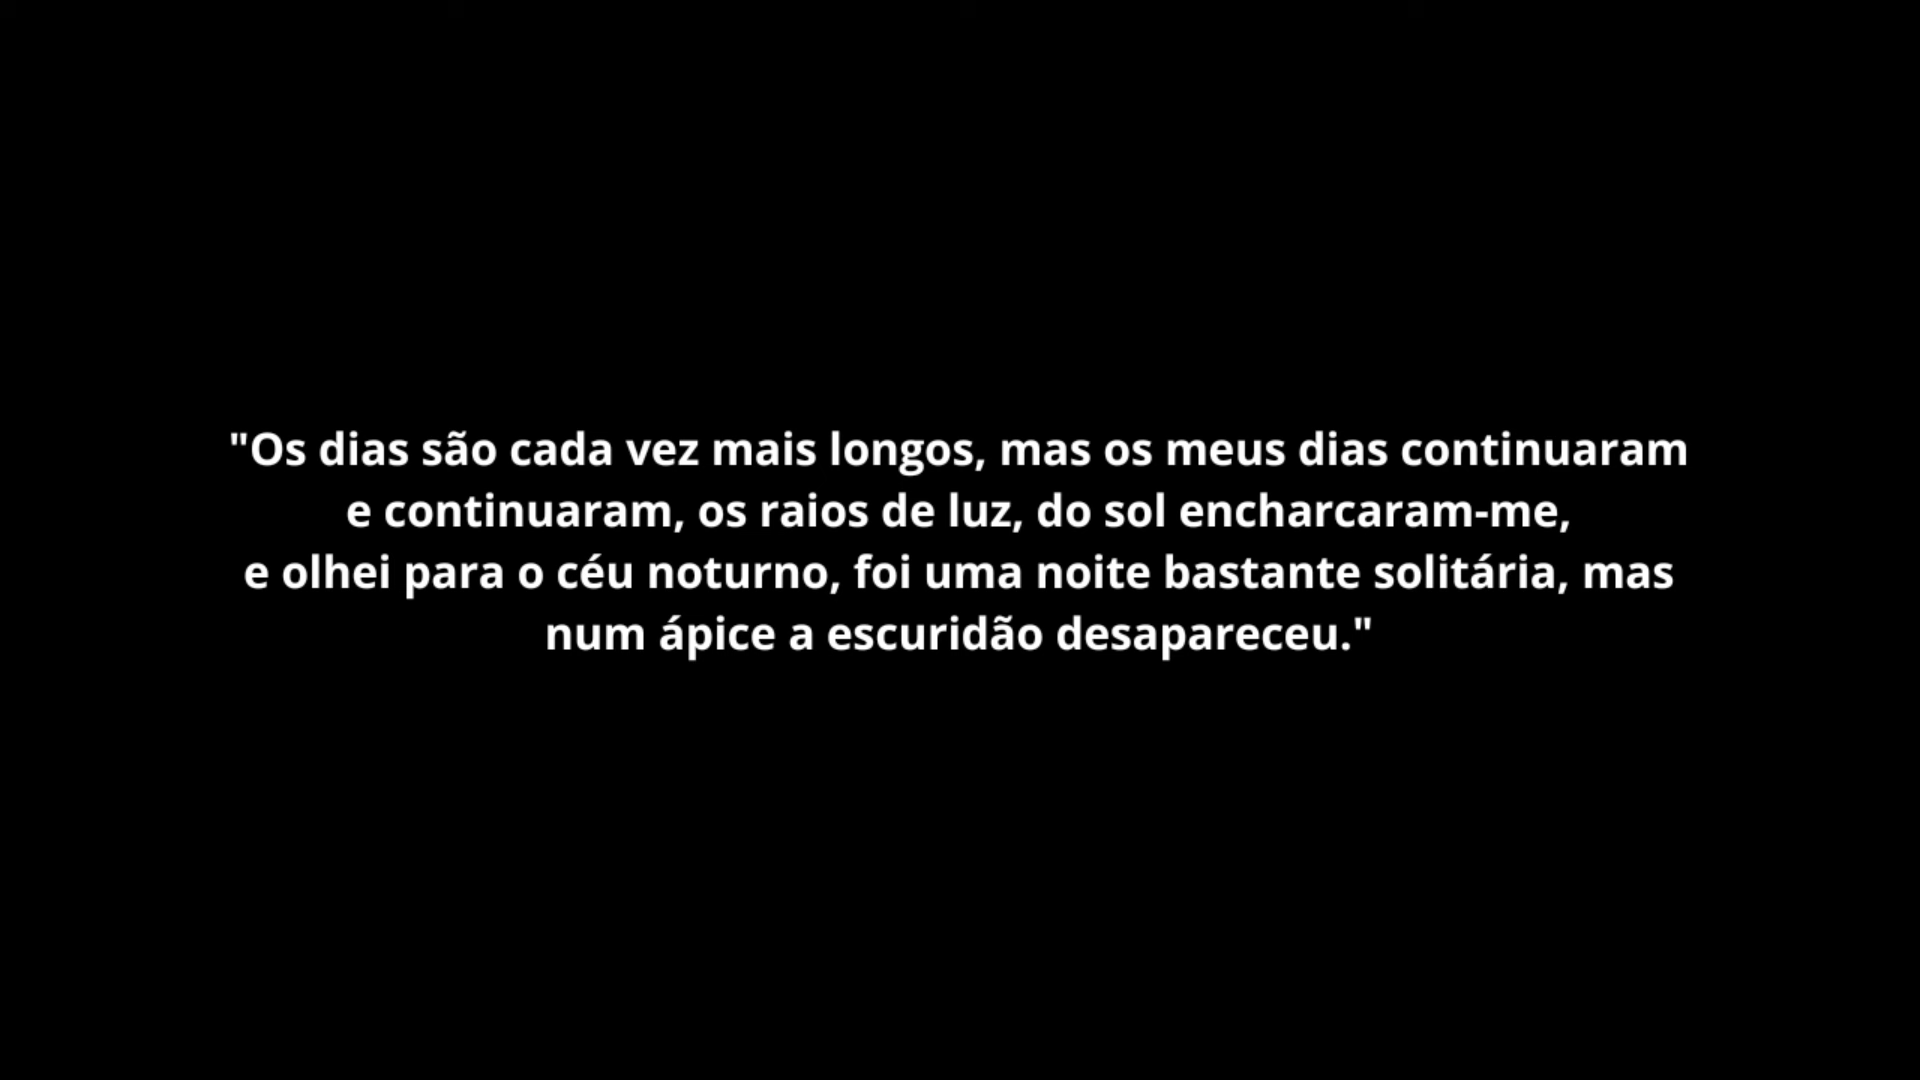 "Os dias são cada vez mais longos, mas os meus dias continuaram
e continuaram, os raios de luz, do sol encharcaram-me,
e olhei para o céu noturno, foi uma noite bastante solitária, mas
num ápice a escuridão desapareceu."